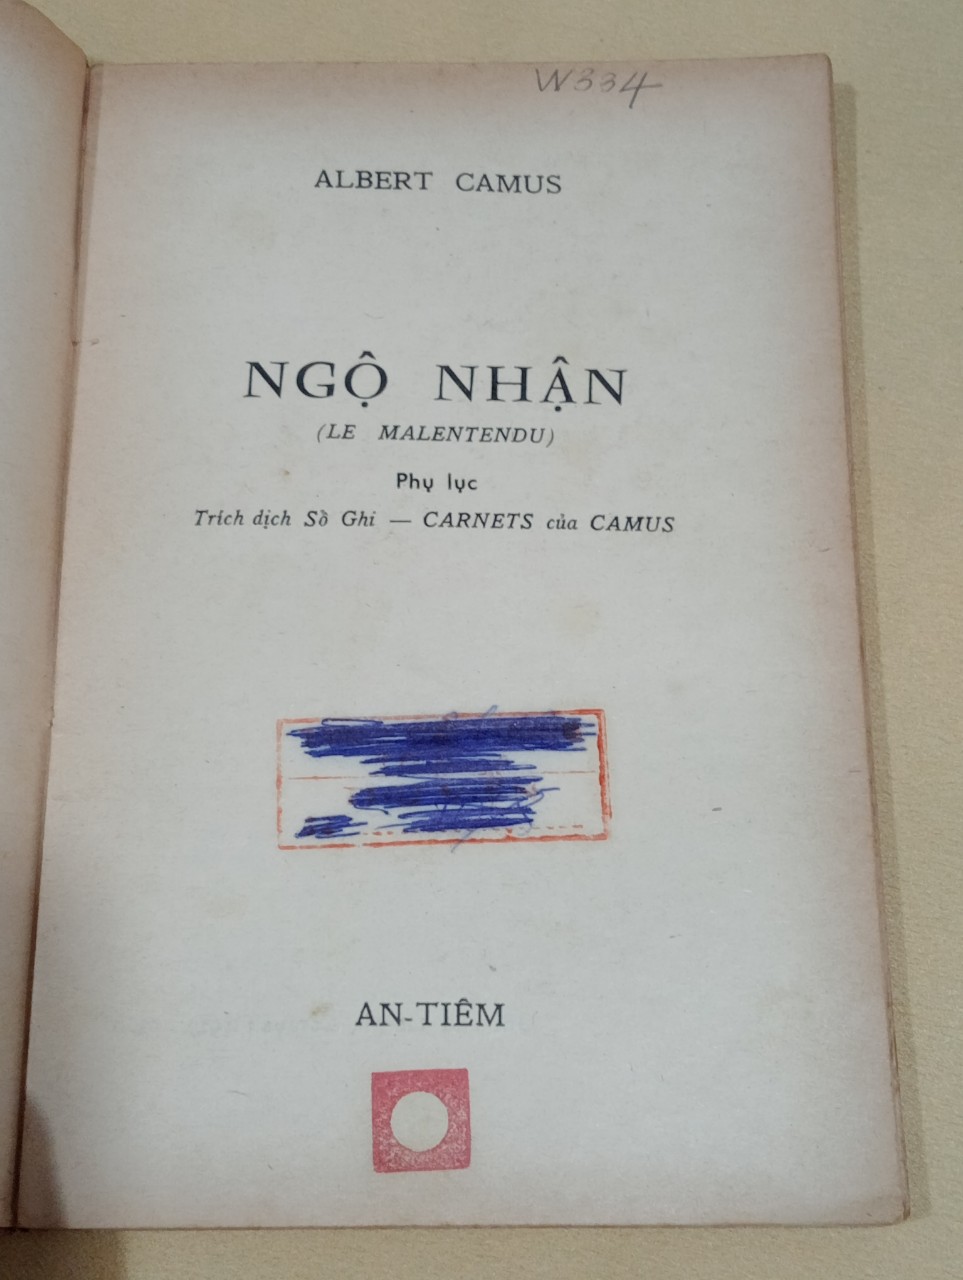 W334
ALBERT CAMUS
NGỘ NHẬN
(LE MALENTENDU)
Phụ lục
Trích dịch Sổ Ghi — CARNETS của CAMUS
AN-TIÊM